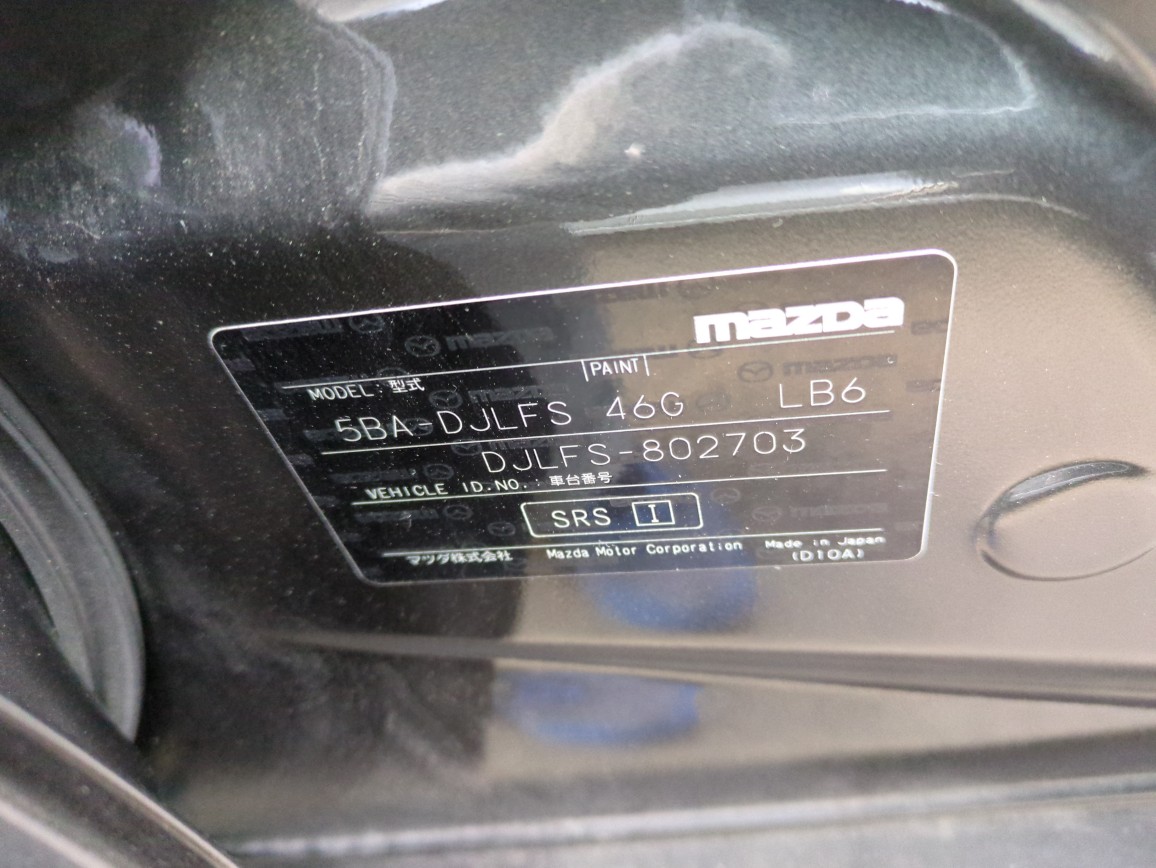 mazda
MODEL : 型式 PAINT
5BA-DJLFS 46G LB6
DJLFS-802703
VEHICLE ID.NO. : 車台番号
SRS I
マツダ株式会社 Mazda Motor Corporation Made in Japan
(D10A)